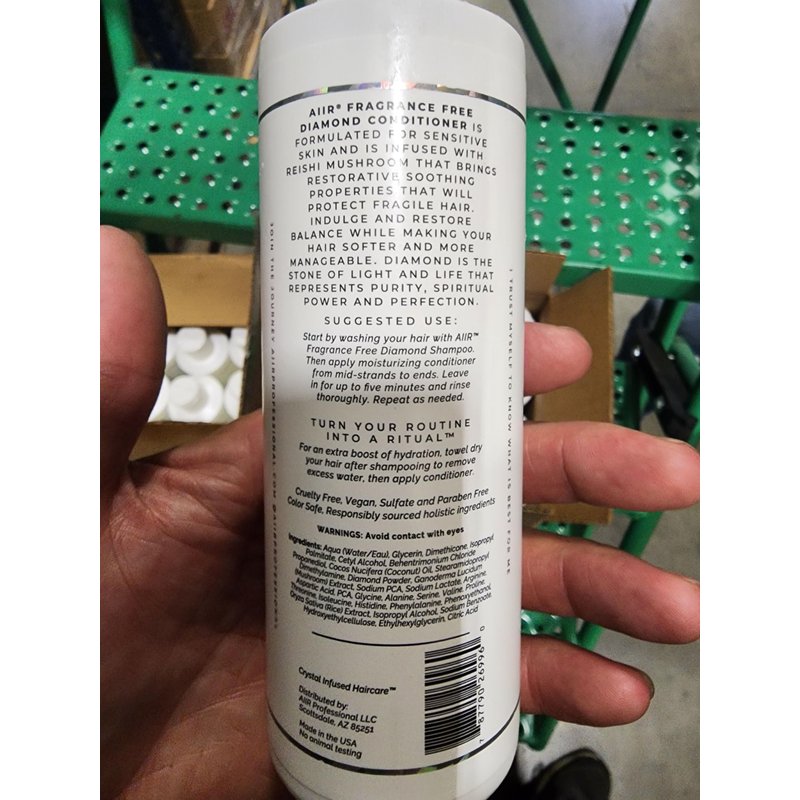 AIIR® FRAGRANCE FREE
DIAMOND CONDITIONER IS
FORMULATED FOR SENSITIVE
SKIN AND IS INFUSED WITH
REISHI MUSHROOM THAT BRINGS
RESTORATIVE SOOTHING
PROPERTIES THAT WILL
PROTECT FRAGILE HAIR.
INDULGE AND RESTORE
BALANCE WHILE MAKING YOUR
HAIR SOFTER AND MORE
MANAGEABLE. DIAMOND IS THE
STONE OF LIGHT AND LIFE THAT
REPRESENTS PURITY, SPIRITUAL
POWER AND PERFECTION.
SUGGESTED USE:
Start by washing your hair with AIIR™
Fragrance Free Diamond Shampoo.
Then apply moisturizing conditioner
from mid-strands to ends. Leave
in for up to five minutes and rinse
thoroughly. Repeat as needed.
TURN YOUR ROUTINE
INTO A RITUAL™
For an extra boost of hydration, towel dry
your hair after shampooing to remove
excess water, then apply conditioner.
Cruelty Free, Vegan, Sulfate and Paraben Free
Color Safe, Responsibly sourced holistic ingredients
WARNINGS: Avoid contact with eyes
Ingredients: Aqua (Water/Eau), Glycerin, Dimethicone, Isopropyl
Palmitate, Cetyl Alcohol, Behentrimonium Chloride
Propanediol, Cocos Nucifera (Coconut) Oil, Stearamidopropyl
Dimethylamine, Diamond Powder, Ganoderma Lucidum
(Mushroom) Extract, Sodium PCA, Sodium Lactate, Arginine,
Aspartic Acid, PCA, Glycine, Alanine, Serine, Valine, Proline,
Threonine, Isoleucine, Histidine, Phenylalanine, Phenoxyethanol,
Oryza Sativa (Rice) Extract, Isopropyl Alcohol, Sodium Benzoate,
Hydroxyethylcellulose, Ethylhexylglycerin, Citric Acid
Crystal Infused Haircare™
Distributed by:
AIIR Professional LLC
Scottsdale, AZ 85251
Made in the USA
No animal testing
7 87790 26996 0
JOIN THE JOURNEY AIIRPROFESSIONAL.COM @AIIRPROFESSIONAL
I TRUST MYSELF TO KNOW WHAT IS BEST FOR ME